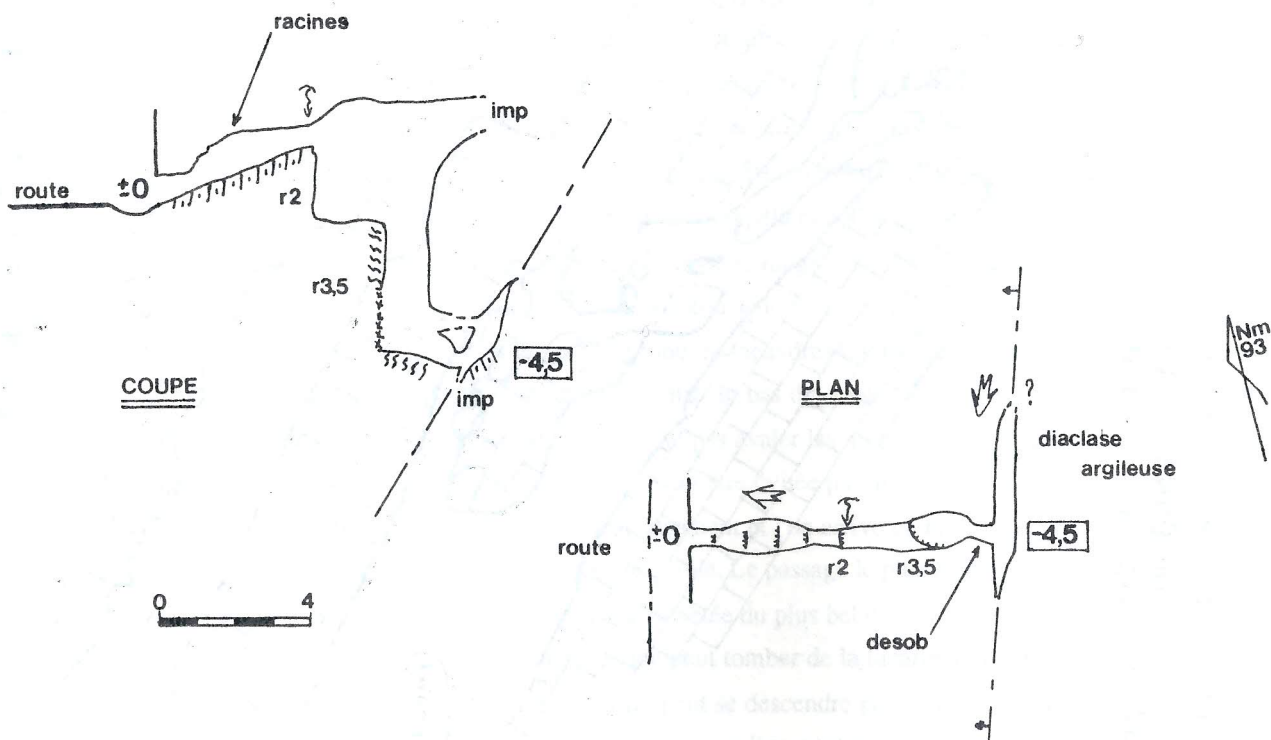 racines
imp
route
±0
r2
r3,5
-4,5
COUPE
imp
0 4
PLAN
Nm
93
?
diaclase
argileuse
±0
-4,5
route
r2
r3,5
desob